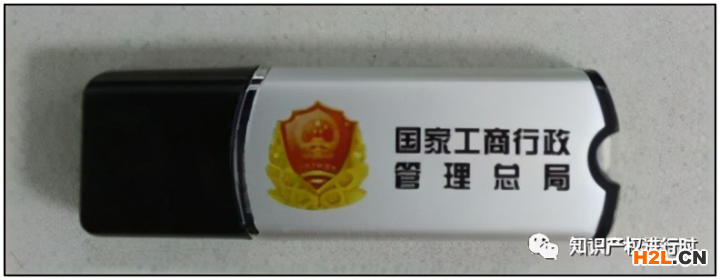 国家工商行政
管理总局
知识产权进行时
H2L.CN